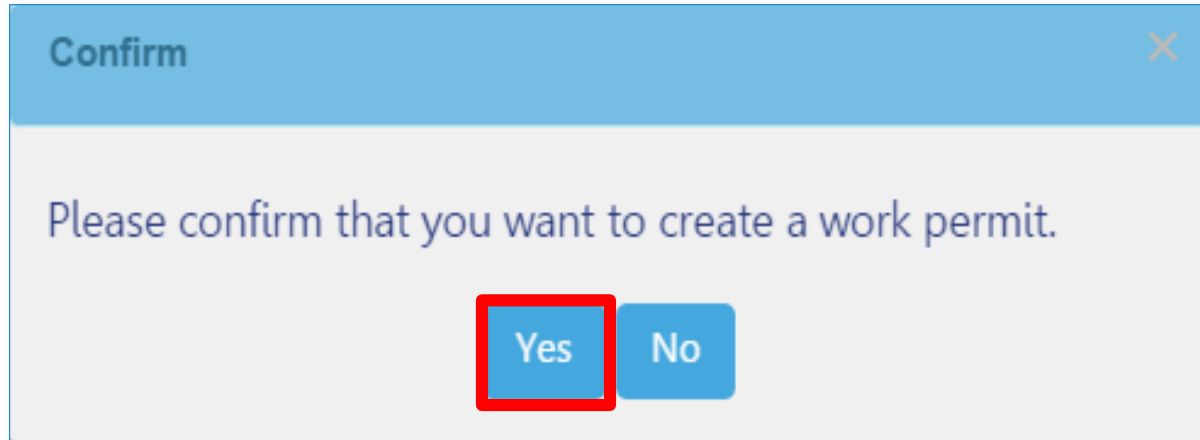 Confirm
Please confirm that you want to create a work permit.
Yes No